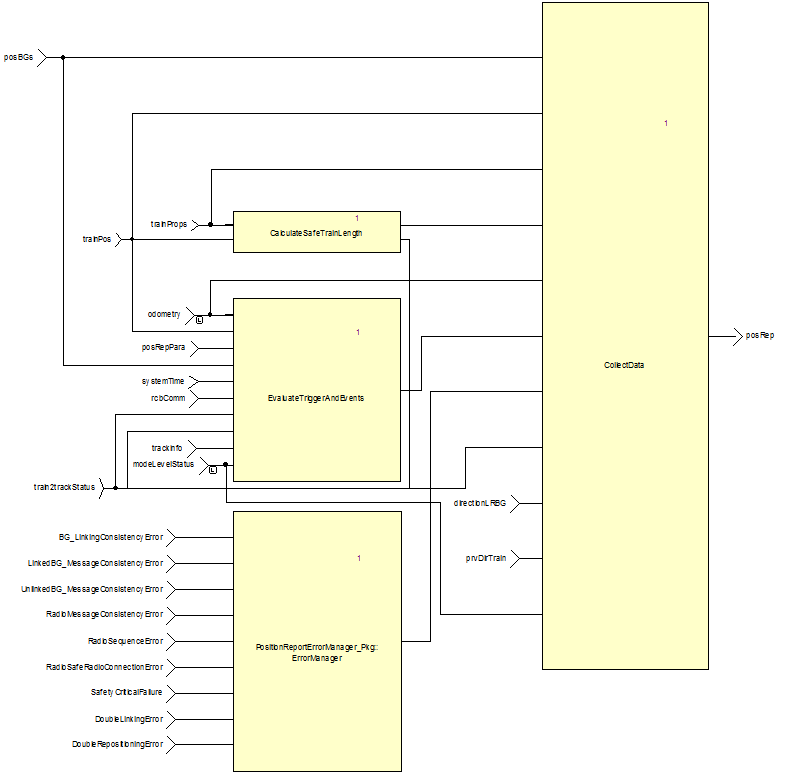 posBGs
1
trainProps
1
CalculateSafeTrainLength
trainPos
odometry
L
1
posRep
posRepPara
CollectData
systemTime
rcbComm
EvaluateTriggerAndEvents
trackInfo
modeLevelStatus
L
train2trackStatus
directionLRBG
BG_LinkingConsistencyError
1
prvDirTrain
LinkedBG_MessageConsistencyError
UnlinkedBG_MessageConsistencyError
RadioMessageConsistencyError
RadioSequenceError
PositionReportErrorManager_Pkg::
ErrorManager
RadioSafeRadioConnectionError
SafetyCriticalFailure
DoubleLinkingError
DoubleRepositioningError